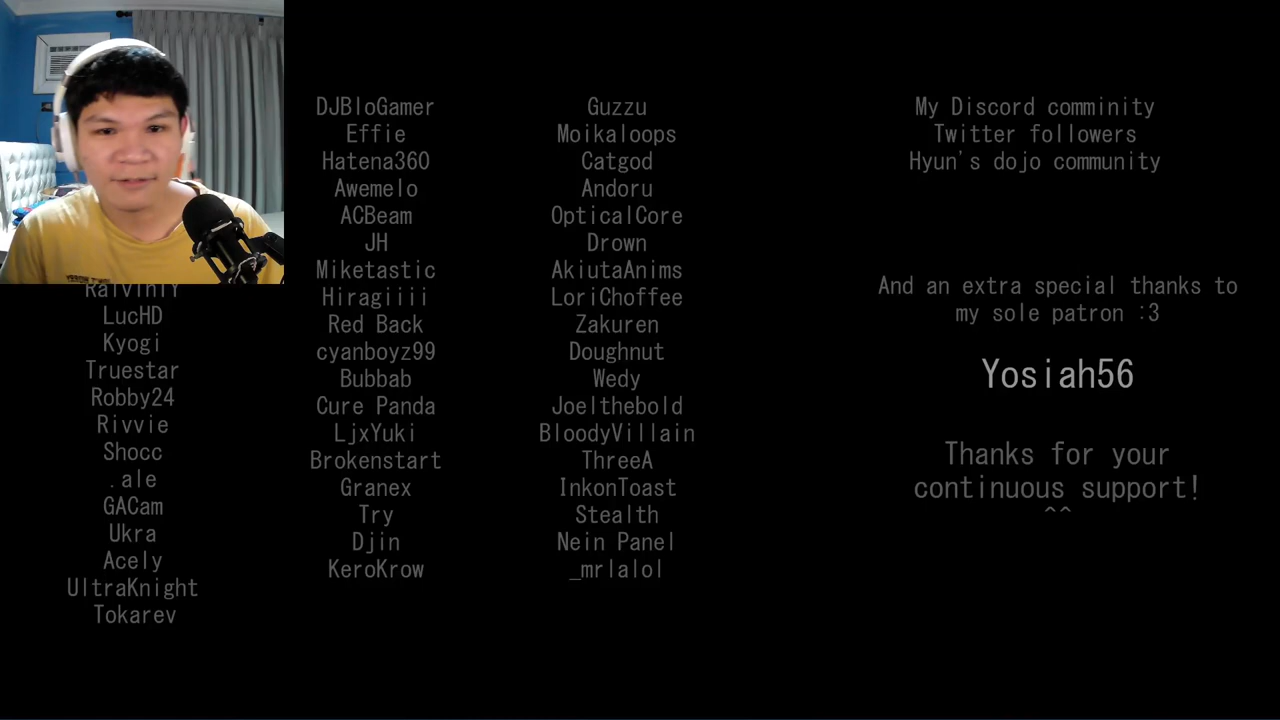 RalvinIY
LucHD
Kyogi
Truestar
Robby24
Rivvie
Shocc
.ale
GACam
Ukra
Acely
UltraKnight
Tokarev
DJBloGamer
Effie
Hatena360
Awemelo
ACBeam
JH
Miketastic
Hiragiiii
Red Back
cyanboyz99
Bubbab
Cure Panda
LjxYuki
Brokenstart
Granex
Try
Djin
KeroKrow
Guzzu
Moikaloops
Catgod
Andoru
OpticalCore
Drown
AkiutaAnims
LoriChoffee
Zakuren
Doughnut
Wedy
Joelthebold
BloodyVillain
ThreeA
InkonToast
Stealth
Nein Panel
_mrlalol
My Discord comminity
Twitter followers
Hyun's dojo community
And an extra special thanks to
my sole patron :3
Yosiah56
Thanks for your
continuous support!
^^